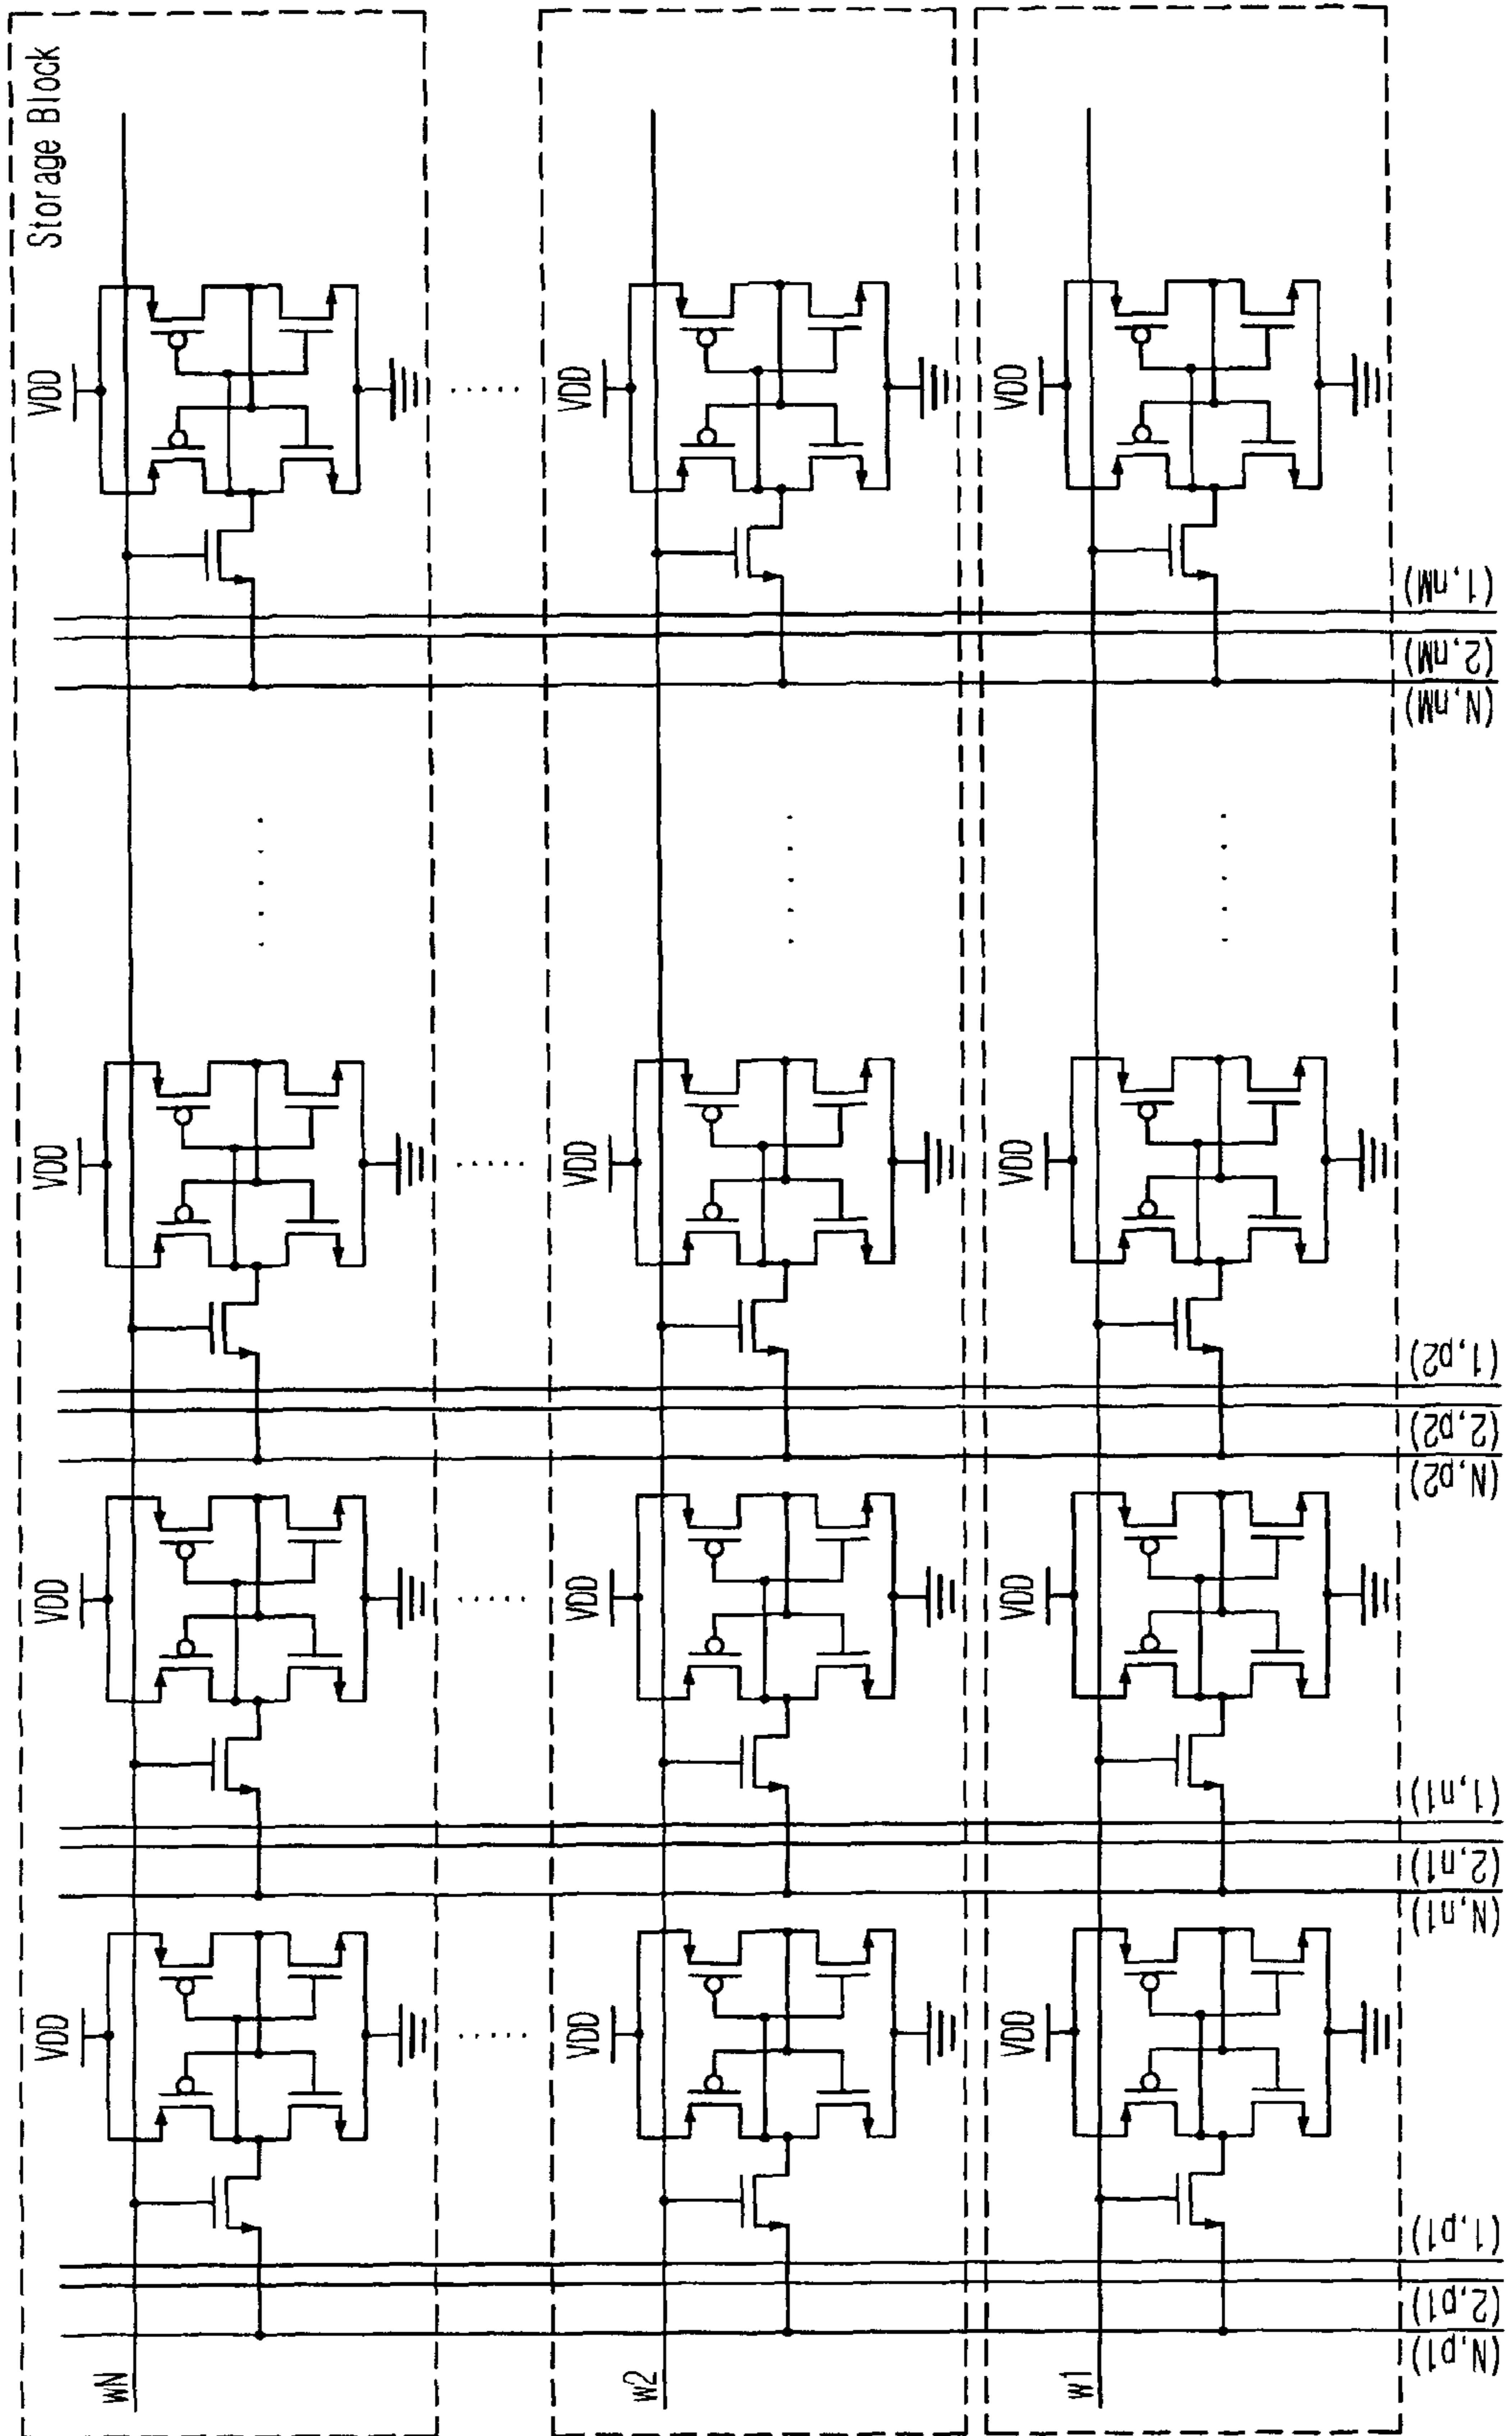 Storage Block
VDD VDD VDD VDD
wN
VDD VDD VDD VDD
w2
VDD VDD VDD VDD
w1
(N,p1) (2,p1) (1,p1) (N,n1) (2,n1) (1,n1) (N,p2) (2,p2) (1,p2) (N,nM) (2,nM) (1,nM)